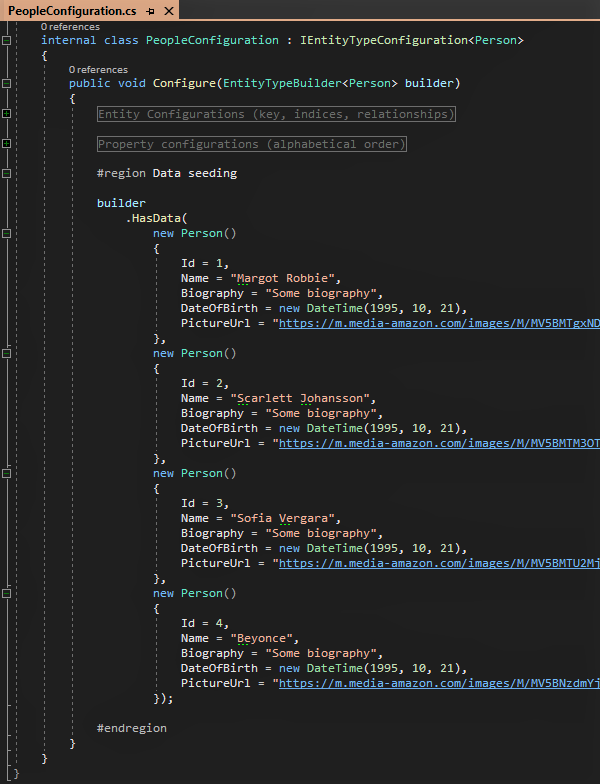 PeopleConfiguration.cs
0 references
internal class PeopleConfiguration : IEntityTypeConfiguration<Person>
{
0 references
public void Configure(EntityTypeBuilder<Person> builder)
{
Entity Configurations (key, indices, relationships)
Property configurations (alphabetical order)
#region Data seeding
builder
.HasData(
new Person()
{
Id = 1,
Name = "Margot Robbie",
Biography = "Some biography",
DateOfBirth = new DateTime(1995, 10, 21),
PictureUrl = "https://m.media-amazon.com/images/M/MV5BMTgxND
},
new Person()
{
Id = 2,
Name = "Scarlett Johansson",
Biography = "Some biography",
DateOfBirth = new DateTime(1995, 10, 21),
PictureUrl = "https://m.media-amazon.com/images/M/MV5BMTM3OT
},
new Person()
{
Id = 3,
Name = "Sofia Vergara",
Biography = "Some biography",
DateOfBirth = new DateTime(1995, 10, 21),
PictureUrl = "https://m.media-amazon.com/images/M/MV5BMTU2Mj
},
new Person()
{
Id = 4,
Name = "Beyonce",
Biography = "Some biography",
DateOfBirth = new DateTime(1995, 10, 21),
PictureUrl = "https://m.media-amazon.com/images/M/MV5BNzdmYj
});
#endregion
}
}
}